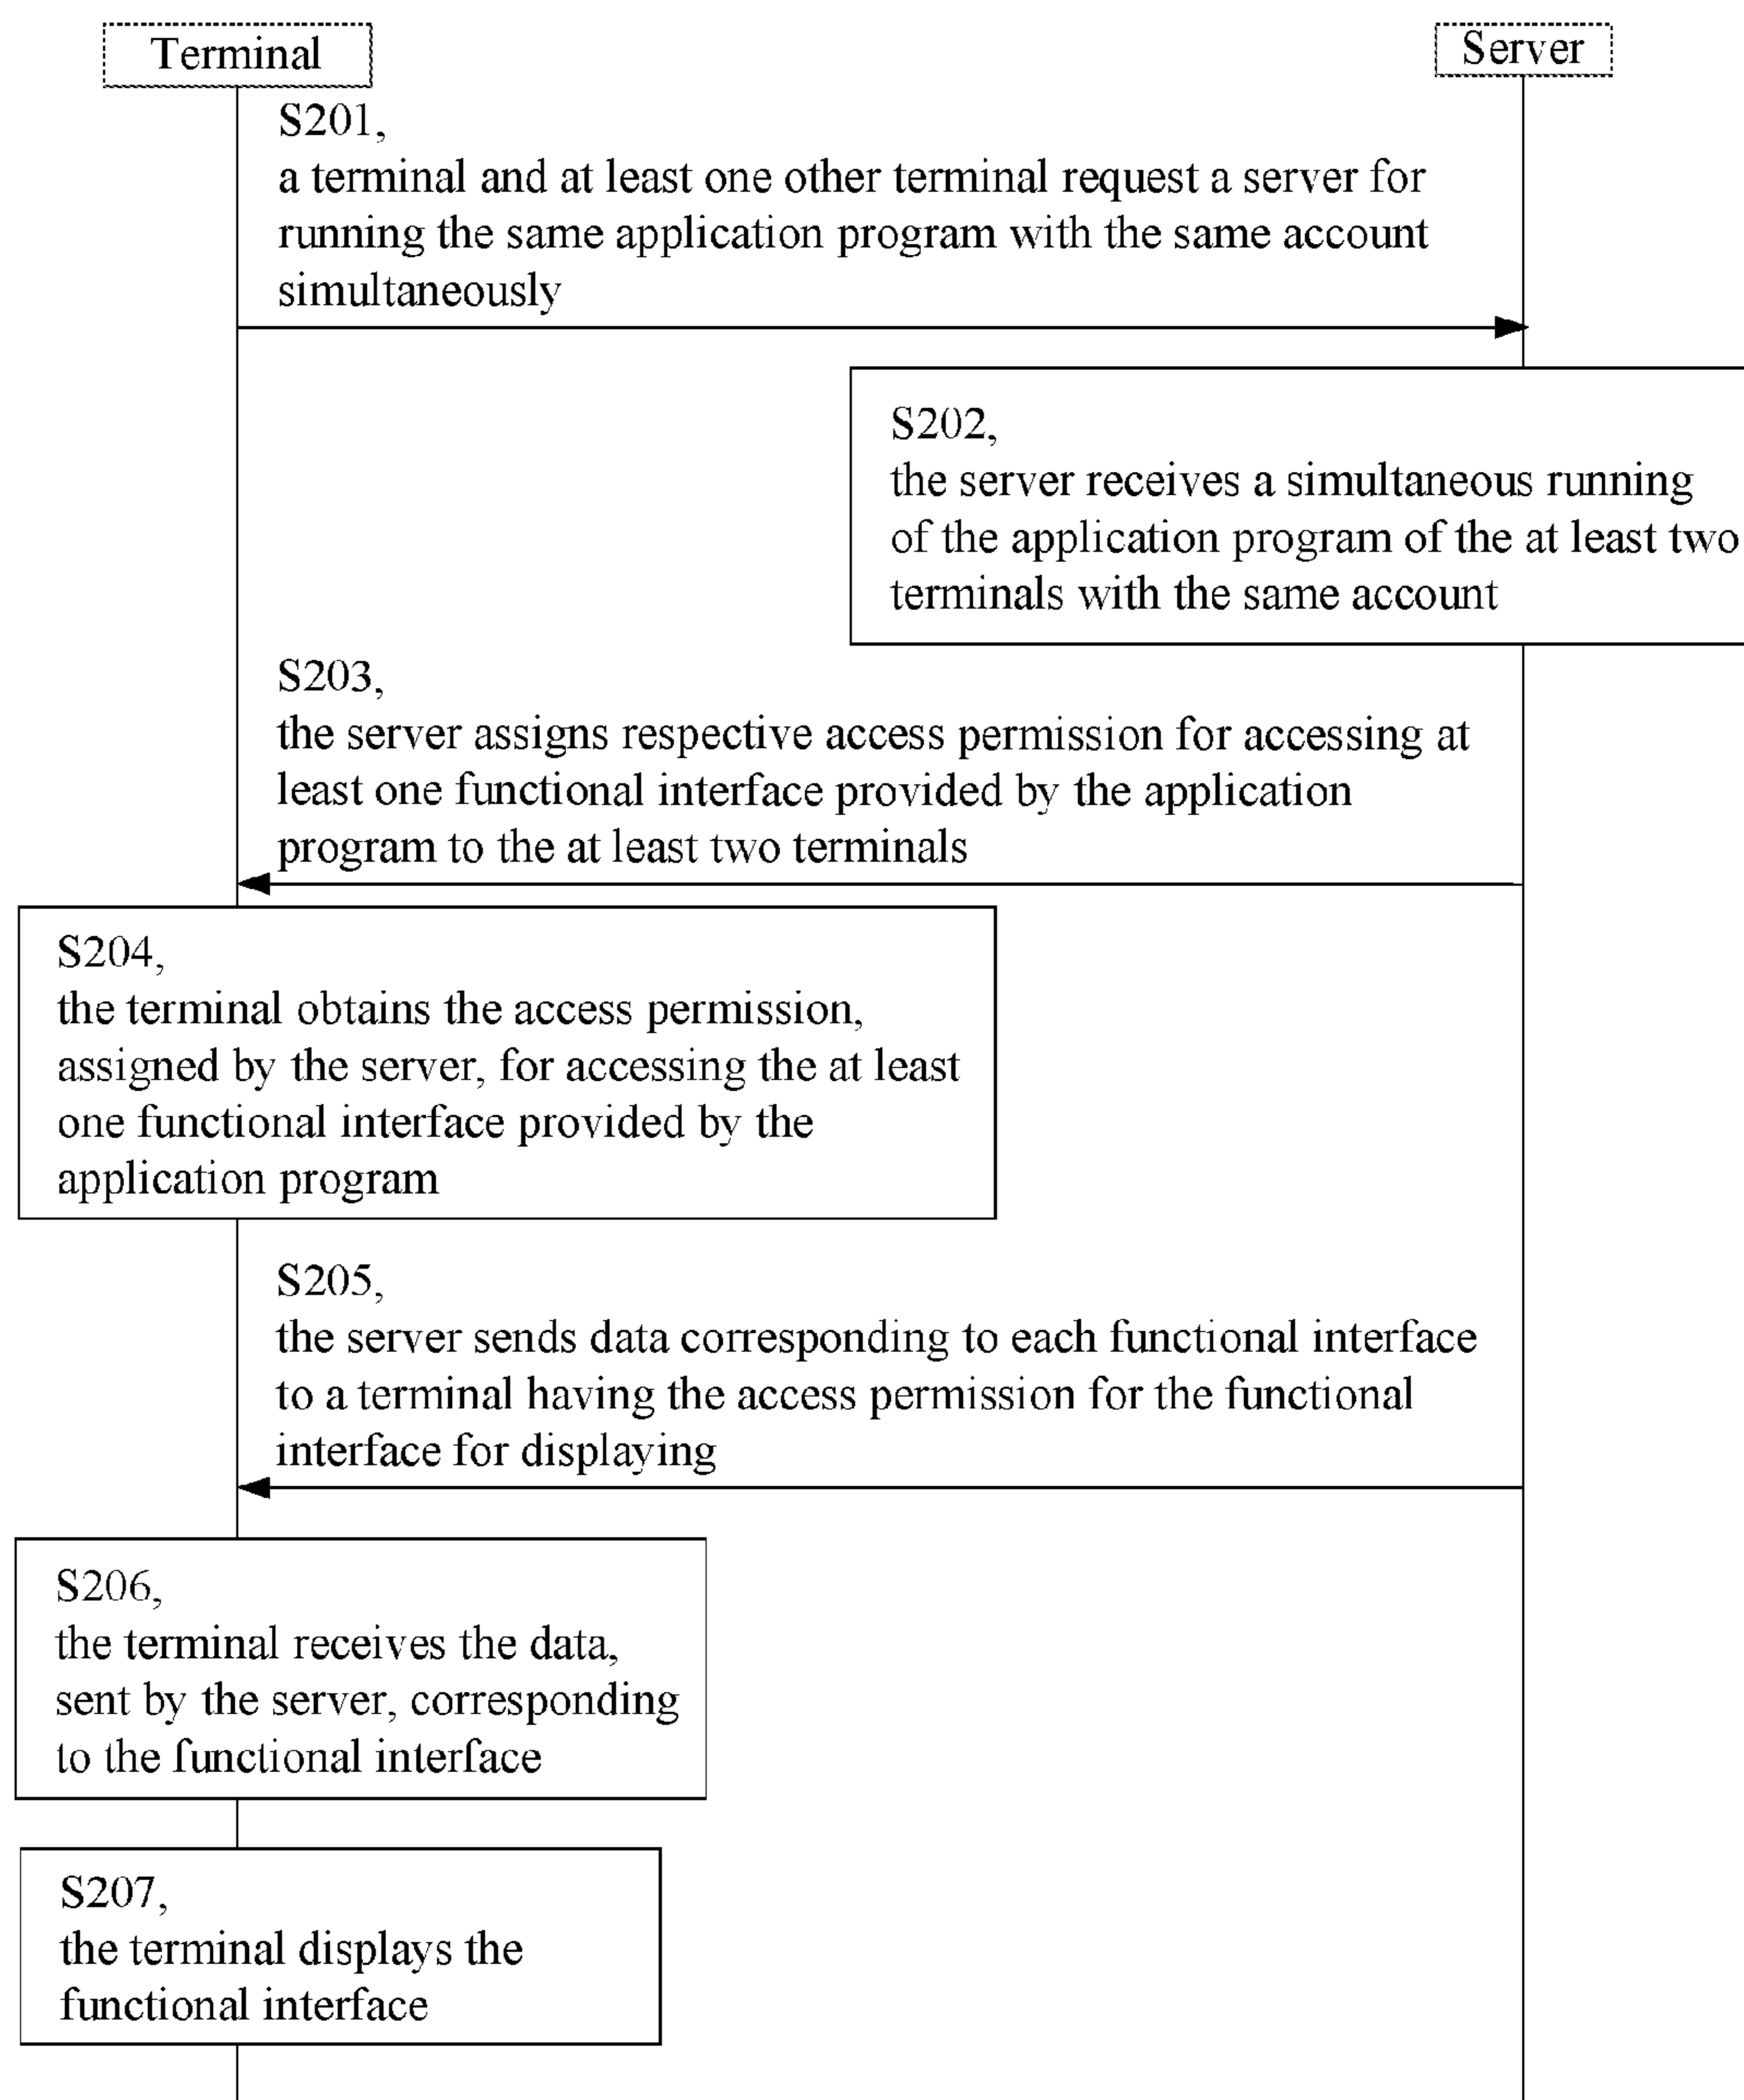 Terminal
Server
S201,
a terminal and at least one other terminal request a server for
running the same application program with the same account
simultaneously
S202,
the server receives a simultaneous running
of the application program of the at least two
terminals with the same account
S203,
the server assigns respective access permission for accessing at
least one functional interface provided by the application
program to the at least two terminals
S204,
the terminal obtains the access permission,
assigned by the server, for accessing the at least
one functional interface provided by the
application program
S205,
the server sends data corresponding to each functional interface
to a terminal having the access permission for the functional
interface for displaying
S206,
the terminal receives the data,
sent by the server, corresponding
to the functional interface
S207,
the terminal displays the
functional interface